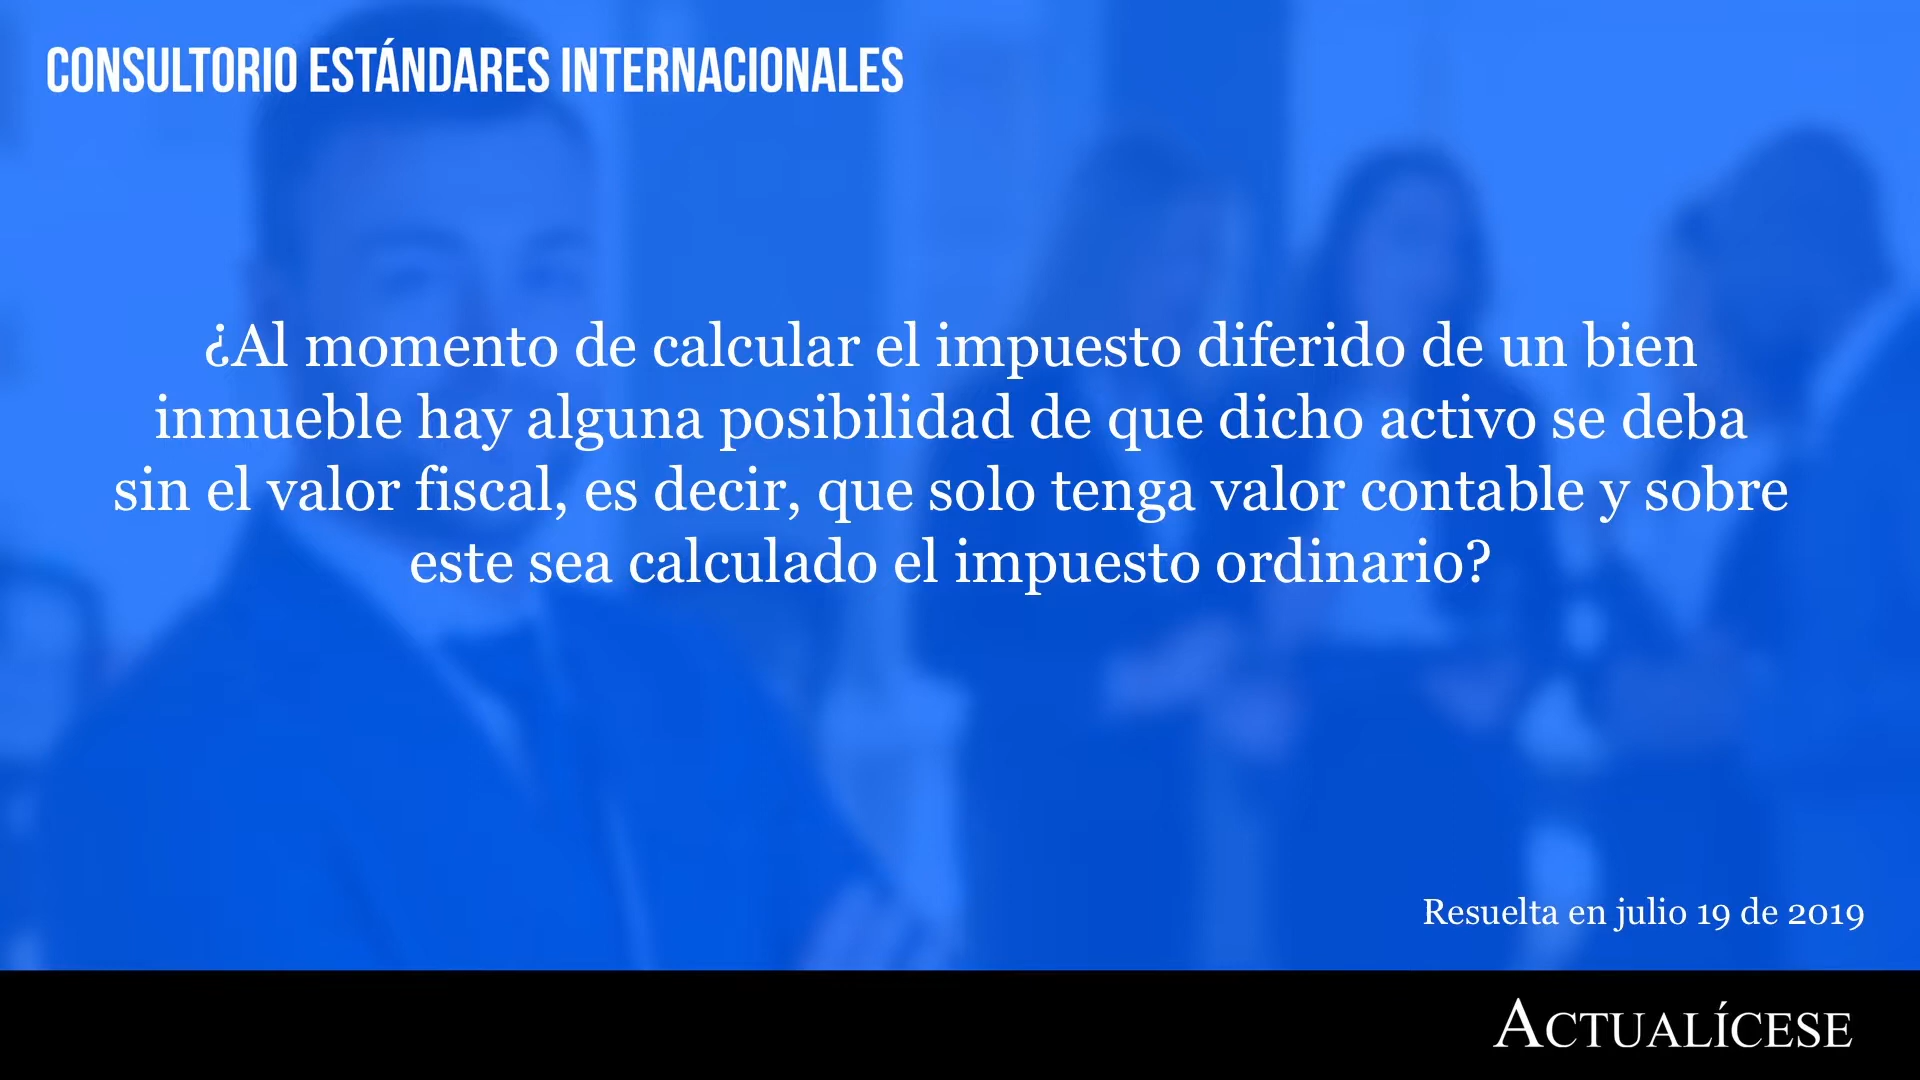 CONSULTORIO ESTÁNDARES INTERNACIONALES
¿Al momento de calcular el impuesto diferido de un bien
inmueble hay alguna posibilidad de que dicho activo se deba
sin el valor fiscal, es decir, que solo tenga valor contable y sobre
este sea calculado el impuesto ordinario?
Resuelta en julio 19 de 2019
ACTUALÍCESE